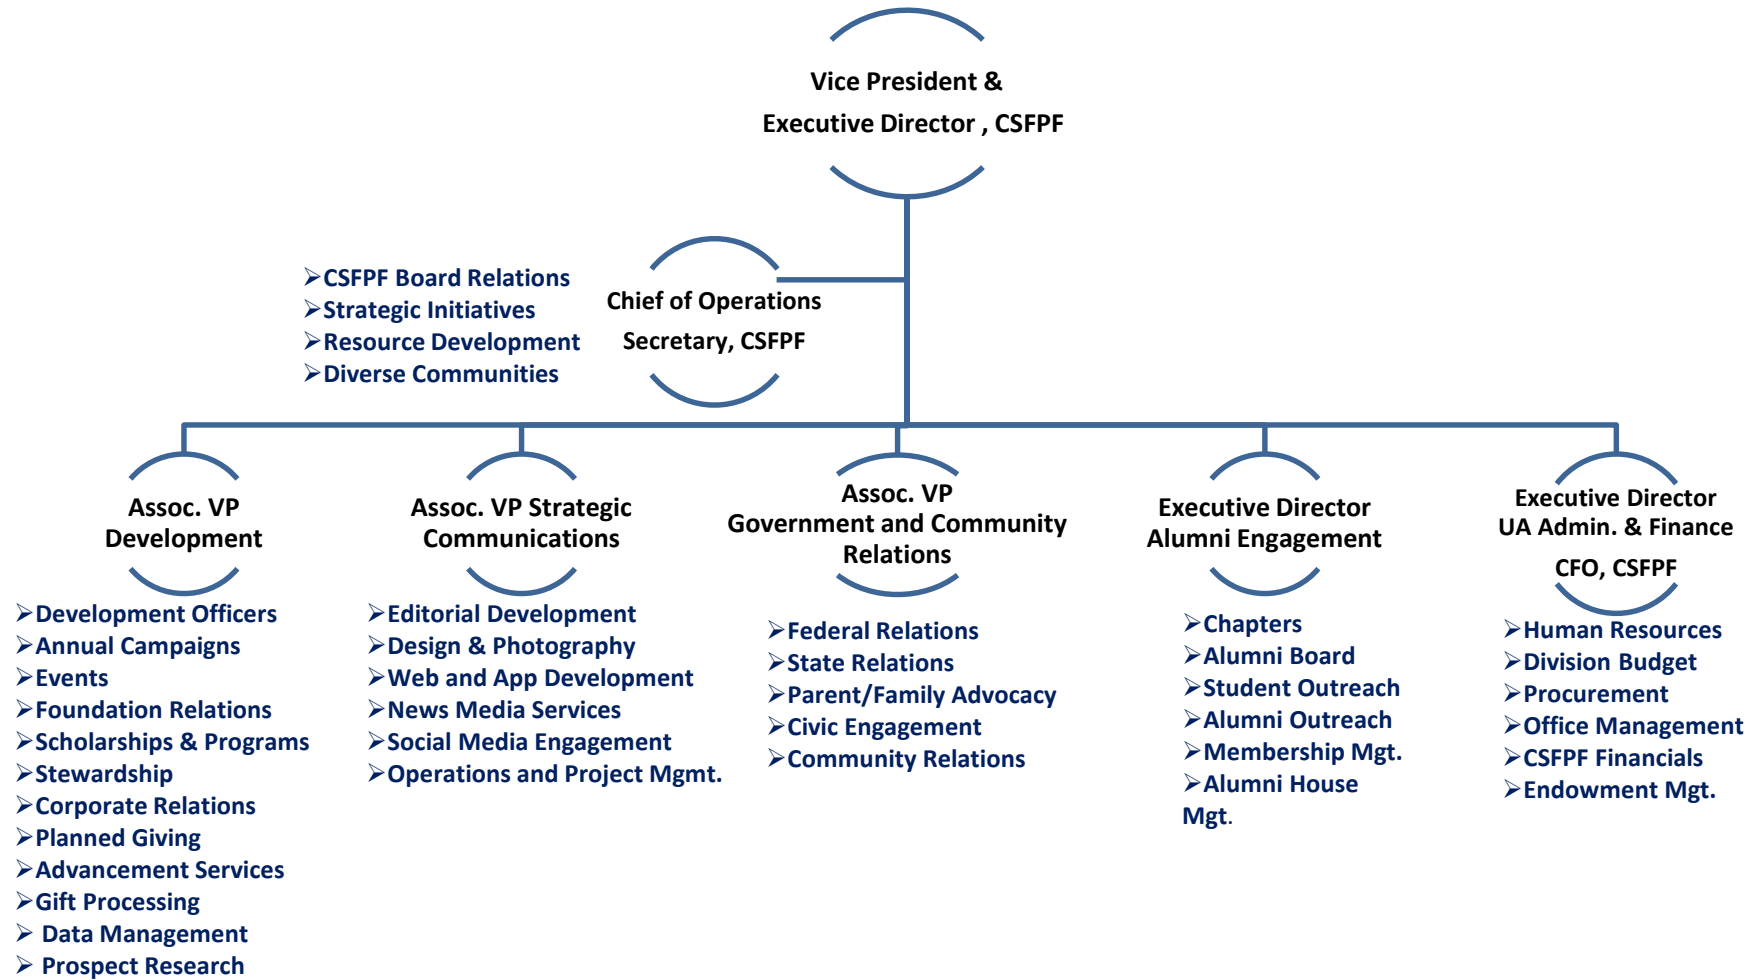 Vice President &
Executive Director , CSFPF
➢CSFPF Board Relations
➢Strategic Initiatives
➢Resource Development
➢Diverse Communities
Chief of Operations
Secretary, CSFPF
Assoc. VP
Development
➢Development Officers
➢Annual Campaigns
➢Events
➢Foundation Relations
➢Scholarships & Programs
➢Stewardship
➢Corporate Relations
➢Planned Giving
➢Advancement Services
➢Gift Processing
➢ Data Management
➢ Prospect Research
Assoc. VP Strategic
Communications
➢Editorial Development
➢Design & Photography
➢Web and App Development
➢News Media Services
➢Social Media Engagement
➢Operations and Project Mgmt.
Assoc. VP
Government and Community
Relations
➢Federal Relations
➢State Relations
➢Parent/Family Advocacy
➢Civic Engagement
➢Community Relations
Executive Director
Alumni Engagement
➢Chapters
➢Alumni Board
➢Student Outreach
➢Alumni Outreach
➢Membership Mgt.
➢Alumni House
Mgt.
Executive Director
UA Admin. & Finance
CFO, CSFPF
➢Human Resources
➢Division Budget
➢Procurement
➢Office Management
➢CSFPF Financials
➢Endowment Mgt.